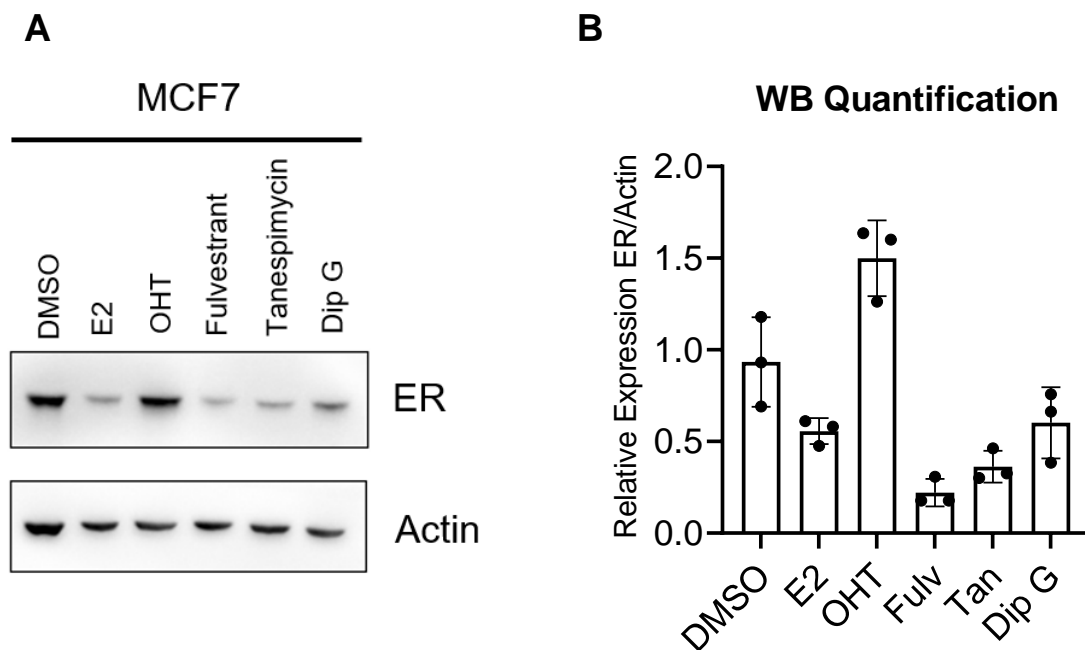 A
MCF7
DMSO
E2
OHT
Fulvestrant
Tanespimycin
Dip G
ER
Actin
B
WB Quantification
Relative Expression ER/Actin
2.0
1.5
1.0
0.5
0.0
DMSO
E2
OHT
Fulv
Tan
Dip G